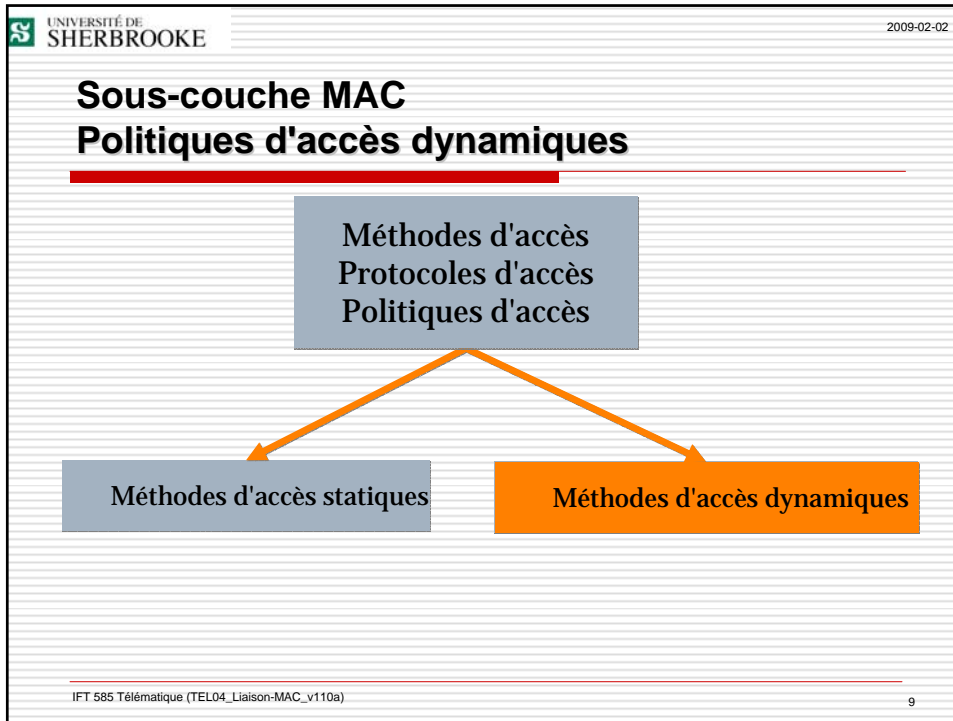 UNIVERSITÉ DE
SHERBROOKE
2009-02-02
Sous-couche MAC
Politiques d'accès dynamiques
Méthodes d'accès
Protocoles d'accès
Politiques d'accès
Méthodes d'accès statiques
Méthodes d'accès dynamiques
IFT 585 Télématique (TEL04_Liaison-MAC_v110a)
9